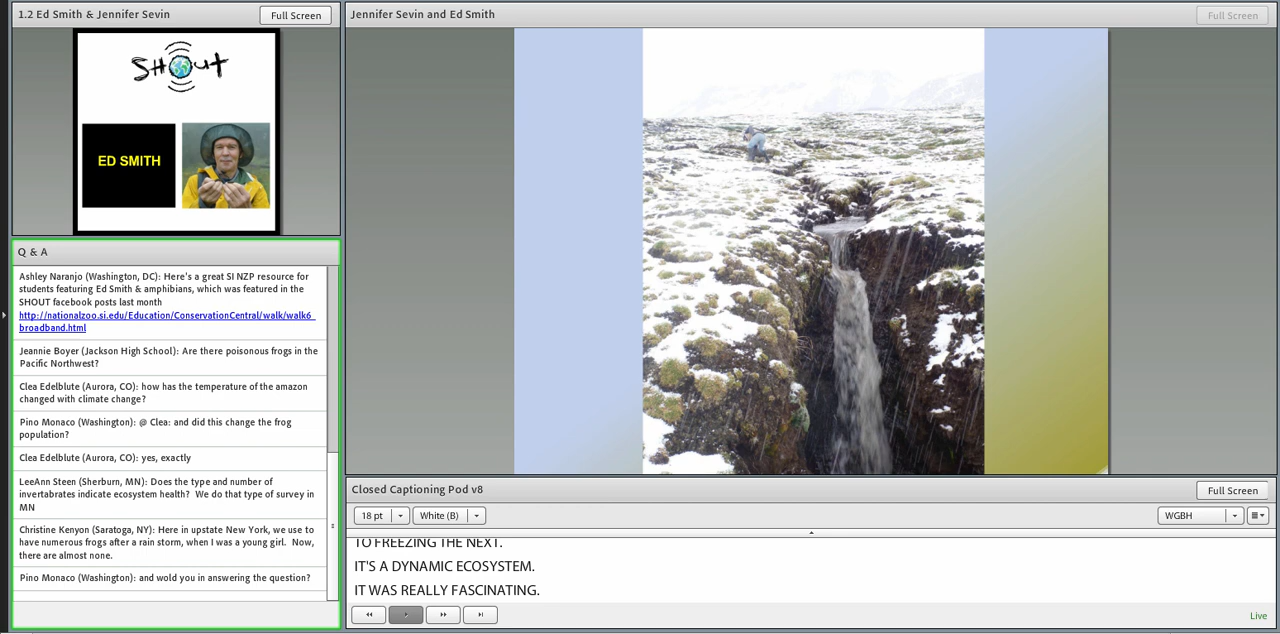 1.2 Ed Smith & Jennifer Sevin
Full Screen
SHOUT
ED SMITH
Q & A
Ashley Naranjo (Washington, DC): Here's a great SI NZP resource for
students featuring Ed Smith & amphibians, which was featured in the
SHOUT facebook posts last month
http://nationalzoo.si.edu/Education/ConservationCentral/walk/walk6_
broadband.html
Jeannie Boyer (Jackson High School): Are there poisonous frogs in the
Pacific Northwest?
Clea Edelblute (Aurora, CO): how has the temperature of the amazon
changed with climate change?
Pino Monaco (Washington): @ Clea: and did this change the frog
population?
Clea Edelblute (Aurora, CO): yes, exactly
LeeAnn Steen (Sherburn, MN): Does the type and number of
invertabrates indicate ecosystem health? We do that type of survey in
MN
Christine Kenyon (Saratoga, NY): Here in upstate New York, we use to
have numerous frogs after a rain storm, when I was a young girl. Now,
there are almost none.
Pino Monaco (Washington): and wold you in answering the question?
Jennifer Sevin and Ed Smith
Full Screen
Closed Captioning Pod v8
Full Screen
18 pt
White (B)
WGBH
TO FREEZING THE NEXT.
IT'S A DYNAMIC ECOSYSTEM.
IT WAS REALLY FASCINATING.
Live